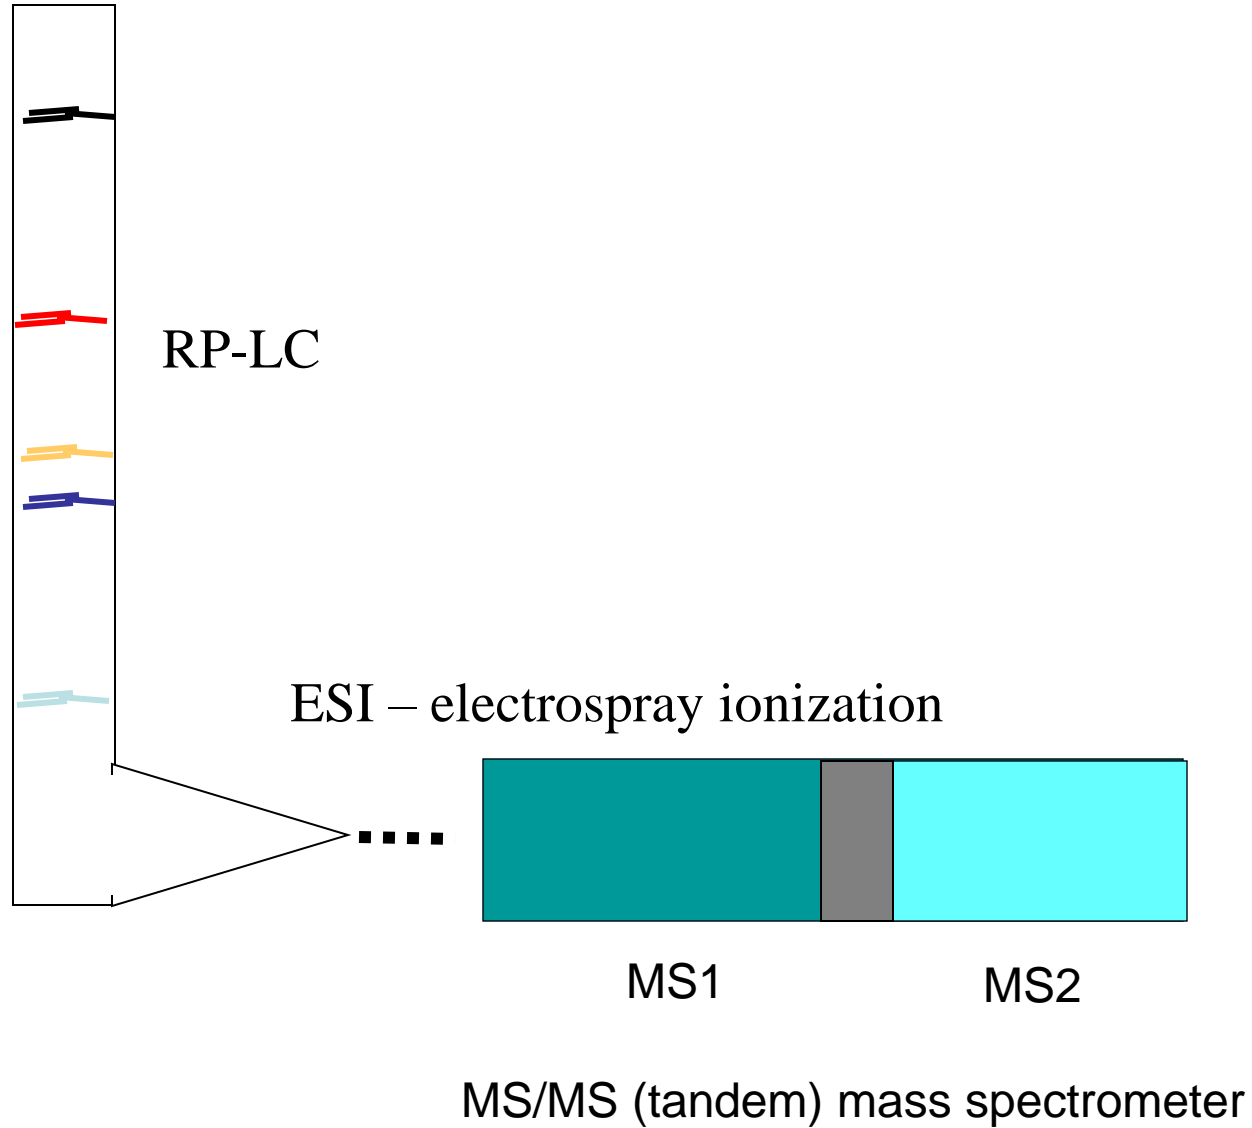 RP-LC
ESI – electrospray ionization
MS1
MS2
MS/MS (tandem) mass spectrometer